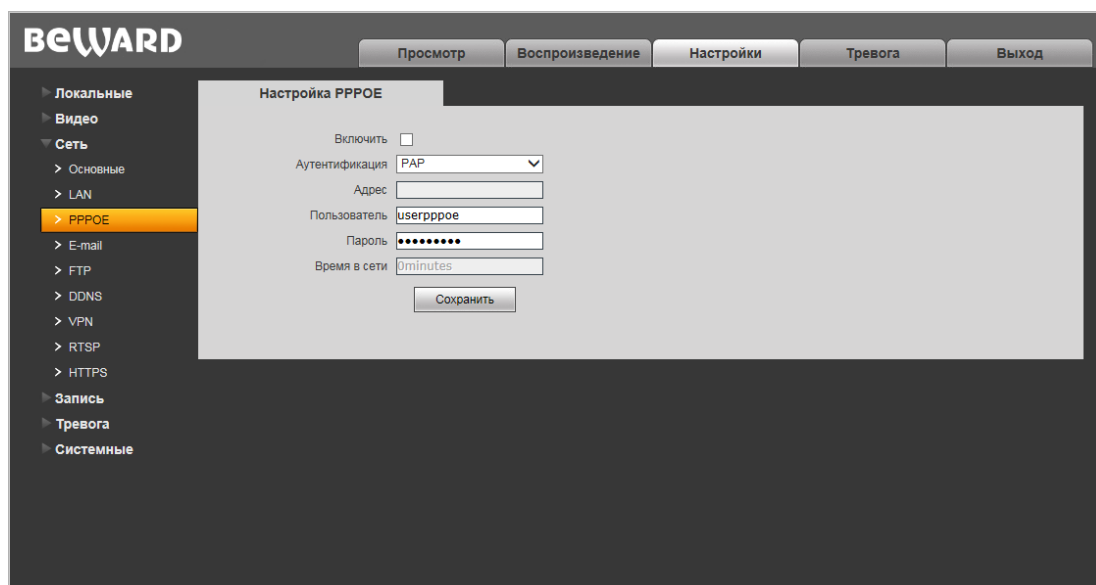 BEWARD
Просмотр
Воспроизведение
Настройки
Тревога
Выход
Локальные
Видео
Сеть
Основные
LAN
PPPOE
E-mail
FTP
DDNS
VPN
RTSP
HTTPS
Запись
Тревога
Системные
Настройка PPPOE
Включить
Аутентификация PAP
Адрес
Пользователь userpppoe
Пароль •••••••••
Время в сети 0minutes
Сохранить